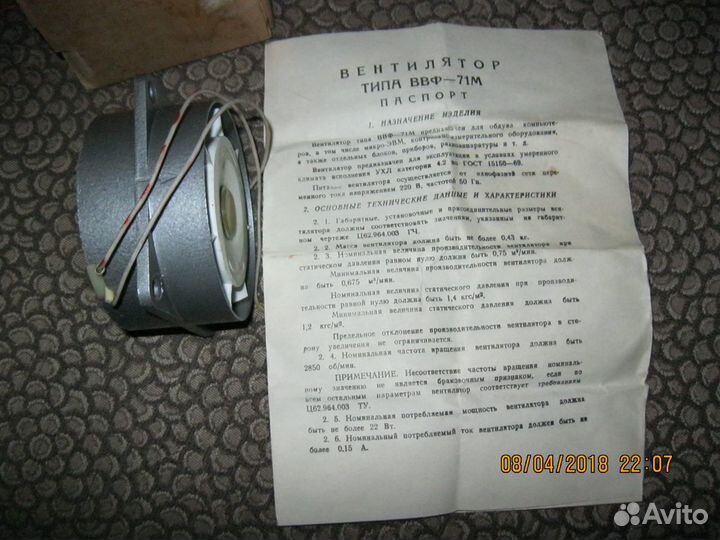 ВЕНТИЛЯТОР
ТИПА ВВФ—71М
ПАСПОРТ
1. НАЗНАЧЕНИЕ ИЗДЕЛИЯ
Вентилятор типа ВВФ—71М предназначен для обдува компьюте-
ров, в том числе микро-ЭВМ, контрольно-измерительного оборудования,
а также отдельных блоков, приборов, радиоаппаратуры и т. д.
Вентилятор предназначен для эксплуатации в условиях умеренного
климата исполнения УХЛ категории 4.2 по ГОСТ 15150—69.
Питание вентилятора осуществляется от однофазной сети пере-
менного тока напряжением 220 В, частотой 50 Гц.
2. ОСНОВНЫЕ ТЕХНИЧЕСКИЕ ДАННЫЕ И ХАРАКТЕРИСТИКИ
2. 1. Габаритные, установочные и присоединительные размеры вен-
тилятора должны соответствовать значениям, указанным на габарит-
ном чертеже Ц62.964.003 ГЧ.
2. 2. Масса вентилятора должна быть не более 0,43 кг.
2. 3. Номинальная величина производительности вентилятора при
статическом давлении равном нулю должно быть 0,75 м³/мин.
Минимальная величина производительности вентилятора долж-
на быть 0,675 м³/мин.
Номинальная величина статического давления при производи-
тельности равной нулю должна быть 1,4 кгс/м².
Минимальная величина статического давления должна быть
1,2 кгс/м².
Предельное отклонение производительности вентилятора в сто-
рону увеличения не ограничивается.
2. 4. Номинальная частота вращения вентилятора должна быть
2850 об/мин.
ПРИМЕЧАНИЕ. Несоответствие частоты вращения номиналь-
ному значению не является браковочным признаком, если по
всем остальным параметрам вентилятор соответствует требованиям
Ц62.964.003 ТУ.
2. 5. Номинальная потребляемая мощность вентилятора должна
быть не более 22 Вт.
2. 6. Номинальный потребляемый ток вентилятора должен быть не
более 0,15 А.
08/04/2018 22:07
Avito